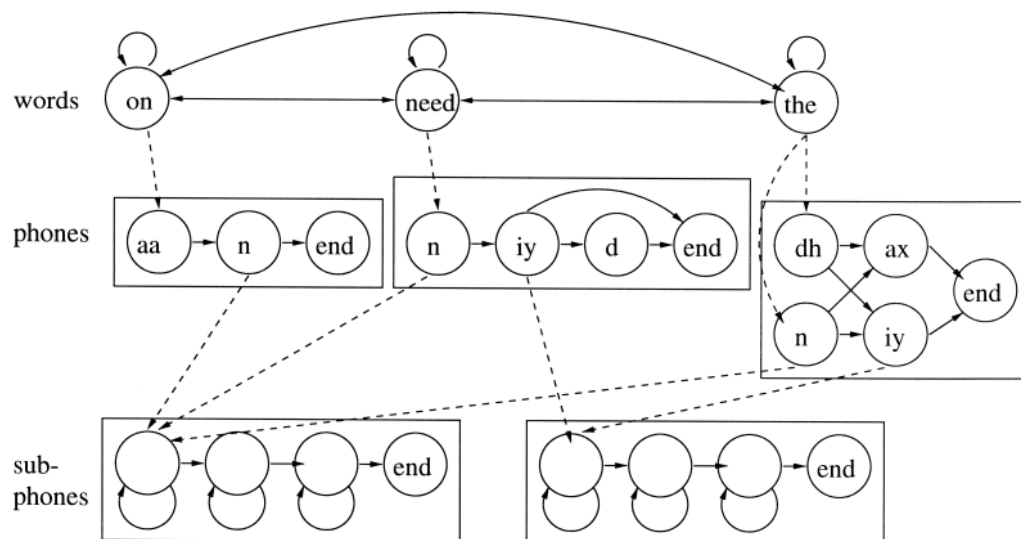 words on need the
phones aa n end n iy d end dh ax end
n iy
sub-
phones end end